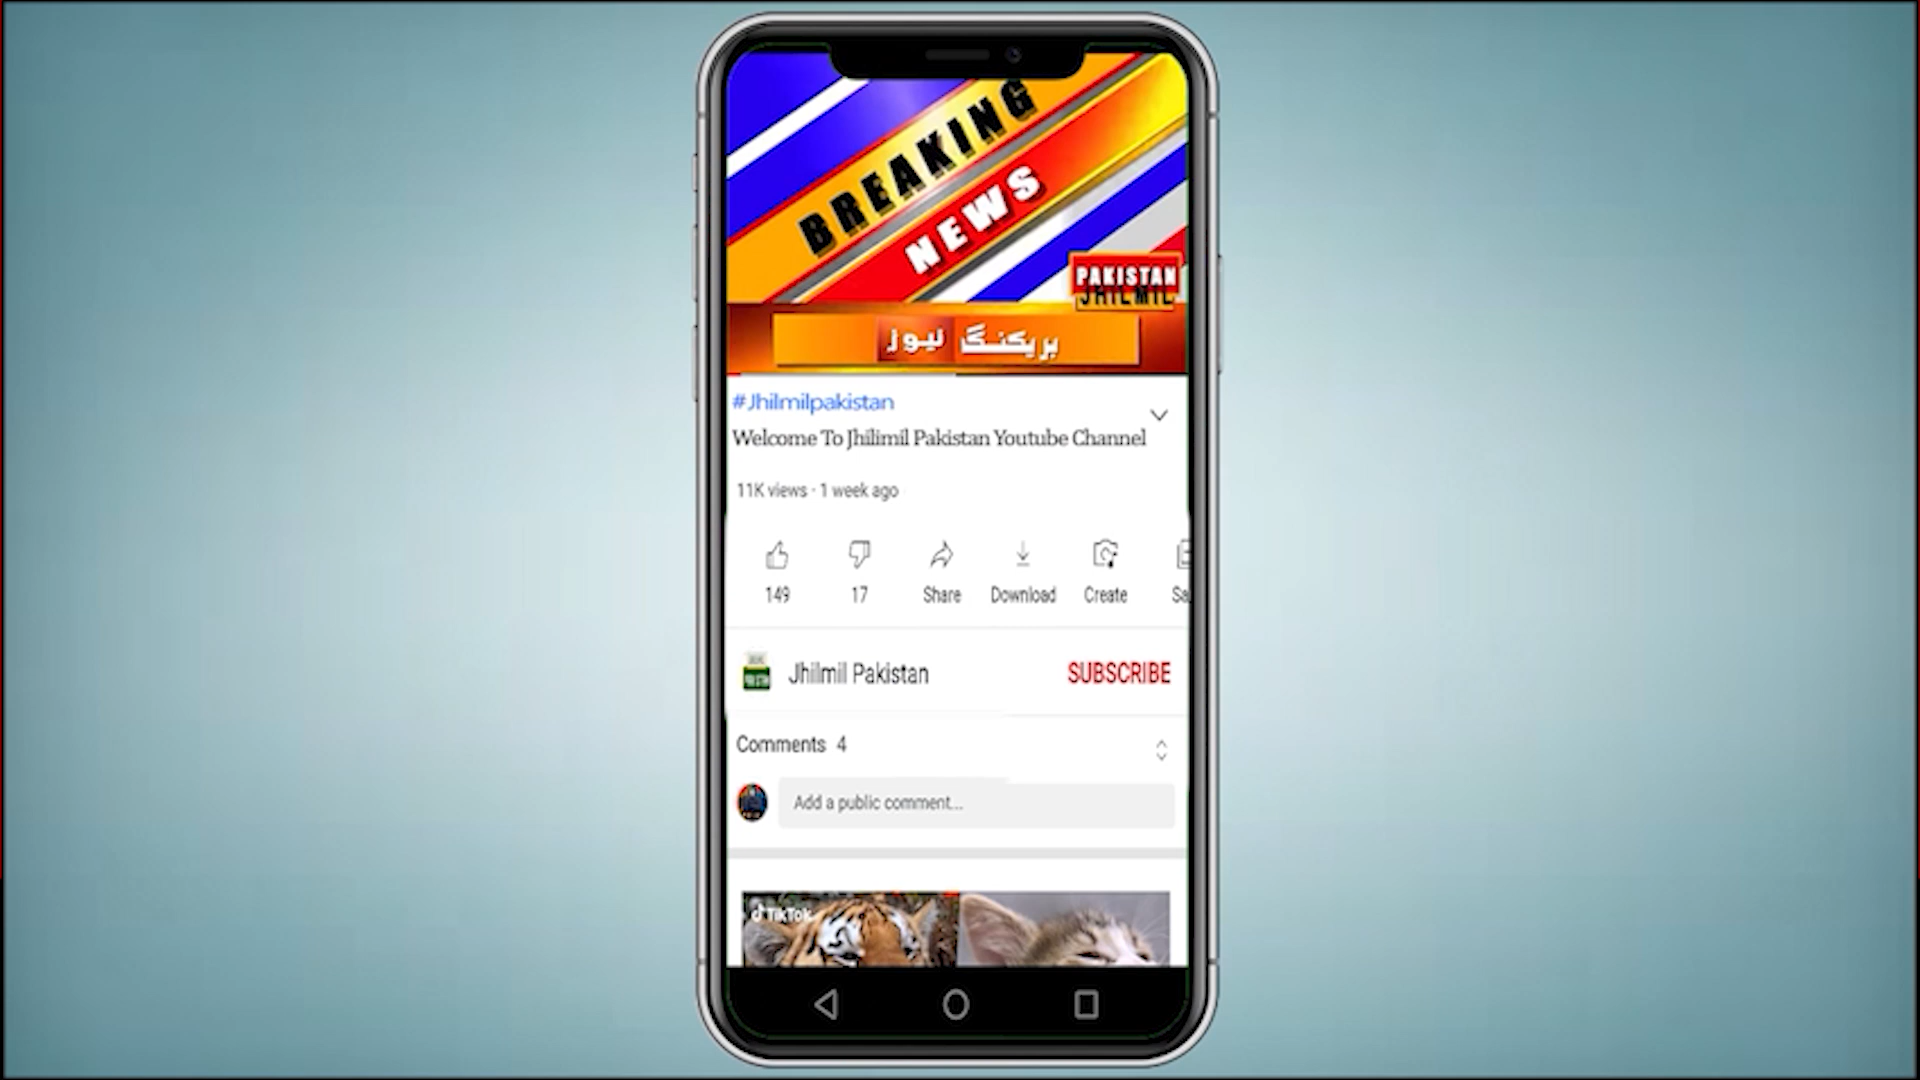 BREAKING
NEWS
PAKISTAN
JHILMIL
بریکنگ نیوز
#Jhilmilpakistan
Welcome To Jhilimil Pakistan Youtube Channel
11K views · 1 week ago
149
17
Share
Download
Create
Sa
Jhilmil Pakistan
SUBSCRIBE
Comments 4
Add a public comment...
TikTok